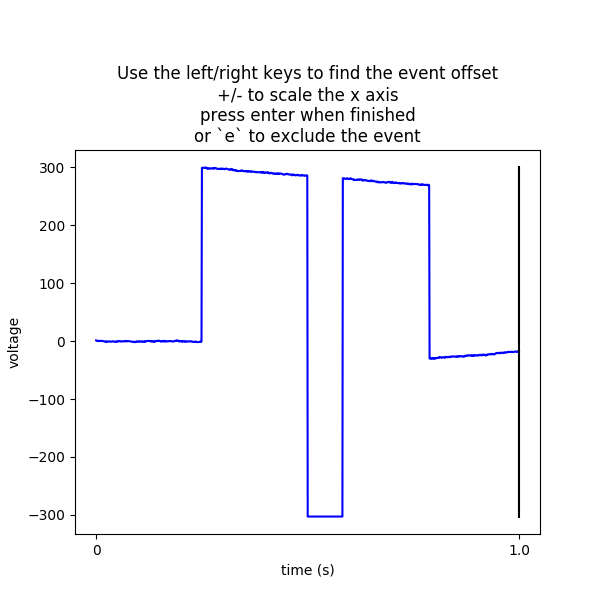 Use the left/right keys to find the event offset
+/- to scale the x axis
press enter when finished
or `e` to exclude the event
300
200
100
0
−100
−200
−300
voltage
0
1.0
time (s)